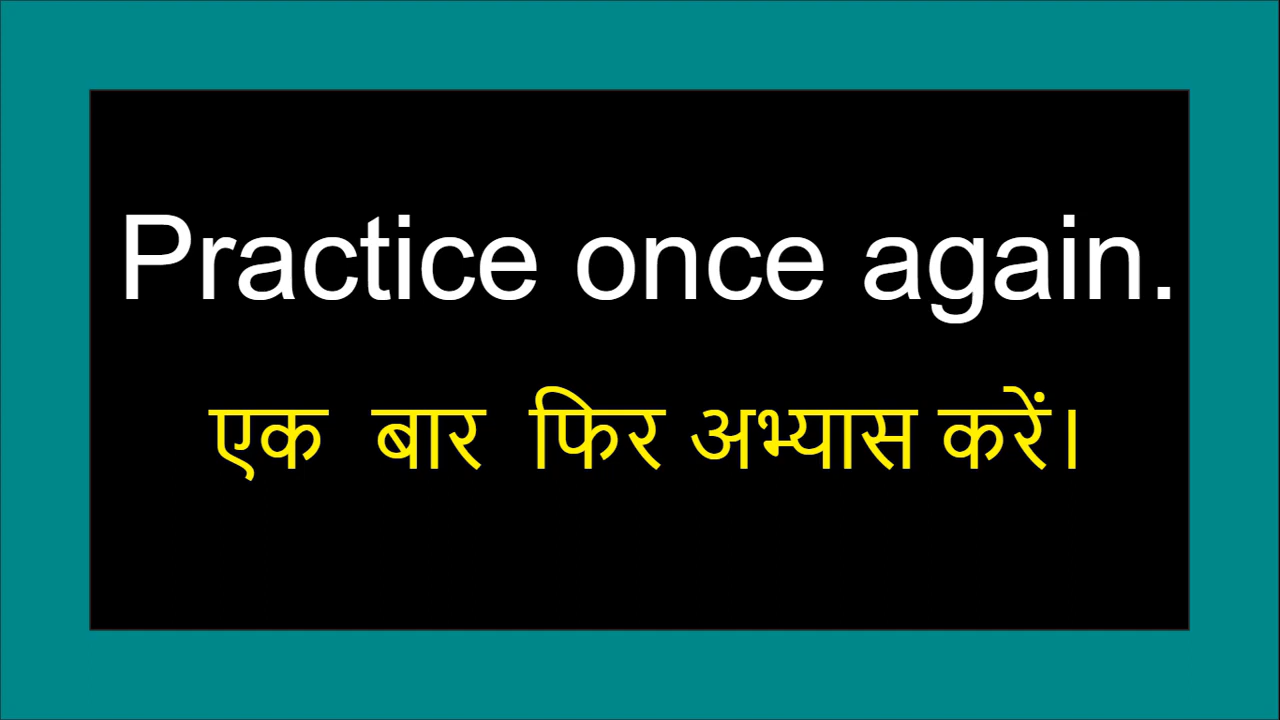 Practice once again.
एक बार फिर अभ्यास करें।